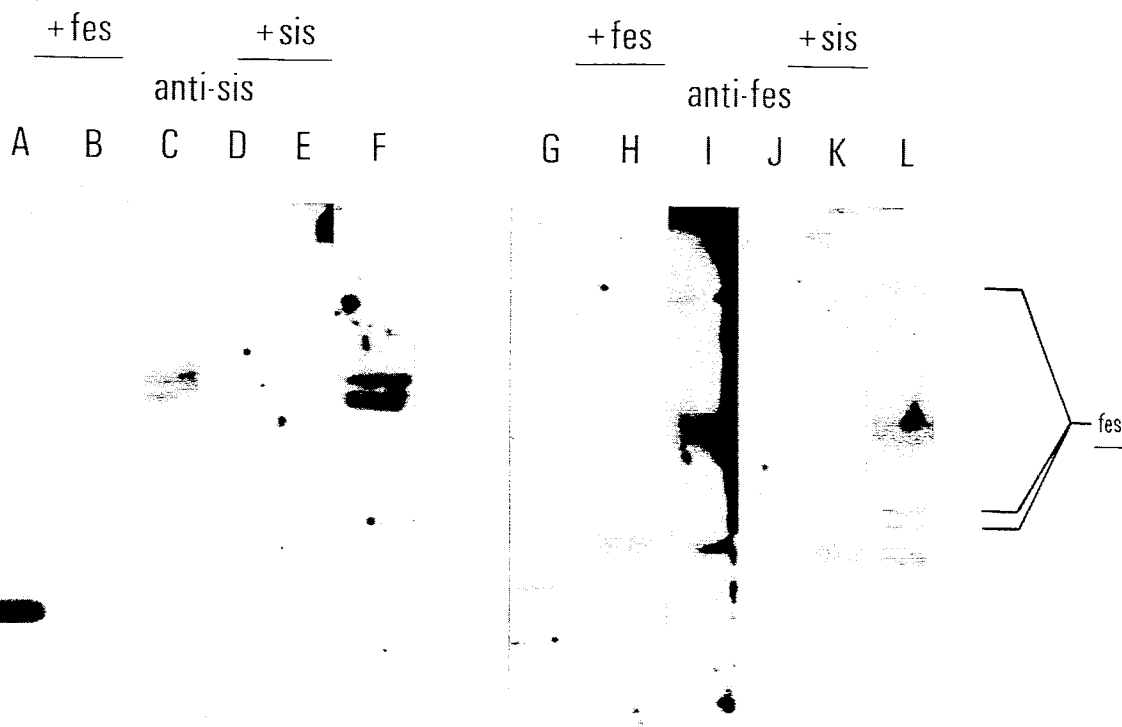 +fes +sis +fes +sis
anti-sis anti-fes
A B C D E F G H I J K L
fes